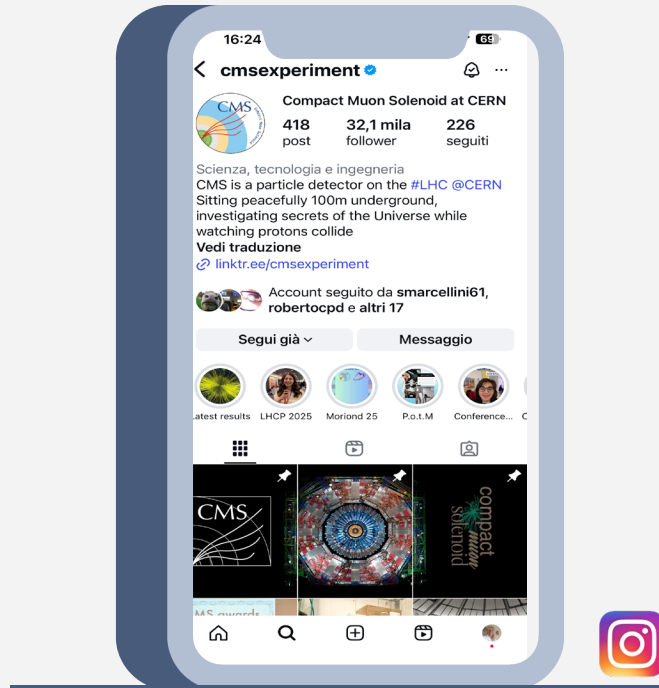 16:24
69
cmsexperiment
CMS
Compact Muon Solenoid at CERN
418
32,1 mila
226
post
follower
seguiti
Scienza, tecnologia e ingegneria
CMS is a particle detector on the #LHC @CERN
Sitting peacefully 100m underground,
investigating secrets of the Universe while
watching protons collide
Vedi traduzione
linktr.ee/cmsexperiment
Account seguito da smarcellini61,
robertocpd e altri 17
Segui già
Messaggio
atest results
LHCP 2025
Moriond 25
P.o.t.M
Conference...
CMS
compact
muon
solenoid
MS awards